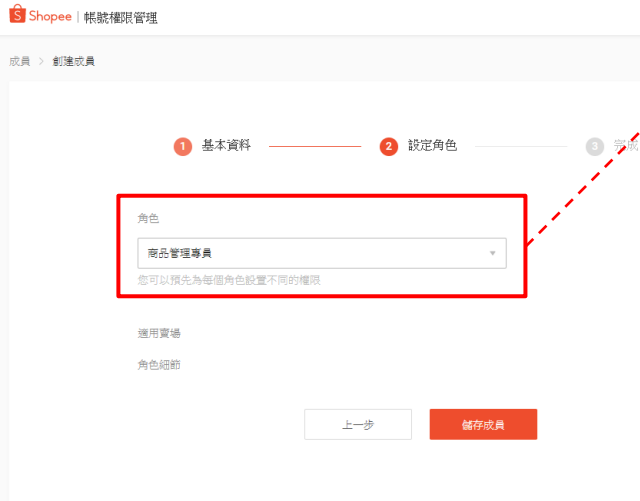 Shopee | 帳號權限管理
成員 > 創建成員
1 基本資料 2 設定角色 3 完成
角色
商品管理專員
您可以預先為每個角色設置不同的權限
適用賣場
角色細節
上一步 儲存成員